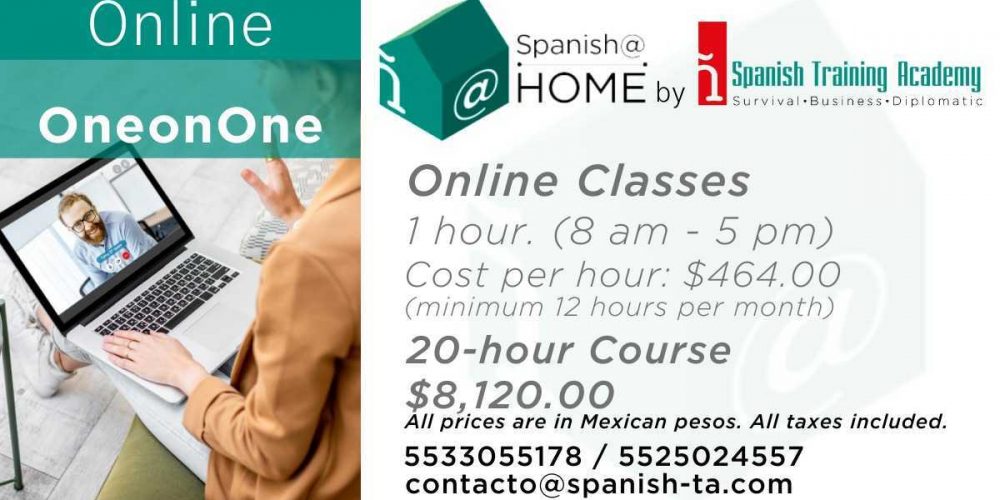 Online
OneonOne
Spanish@
HOME by
ñ Spanish Training Academy
Survival•Business•Diplomatic
ñ @
Online Classes
1 hour. (8 am - 5 pm)
Cost per hour: $464.00
(minimum 12 hours per month)
20-hour Course
$8,120.00
All prices are in Mexican pesos. All taxes included.
5533055178 / 5525024557
contacto@spanish-ta.com